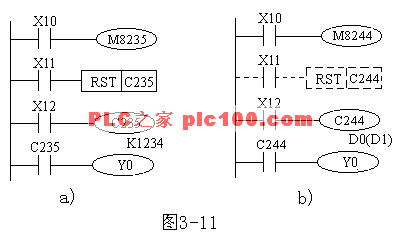 X10
M8235
X11
RST C235
X12
C235
K1234
C235
Y0
a)
X10
M8244
X11
RST C244
X12
C244
D0(D1)
C244
Y0
b)
PLC之家 plc100.com
图3-11